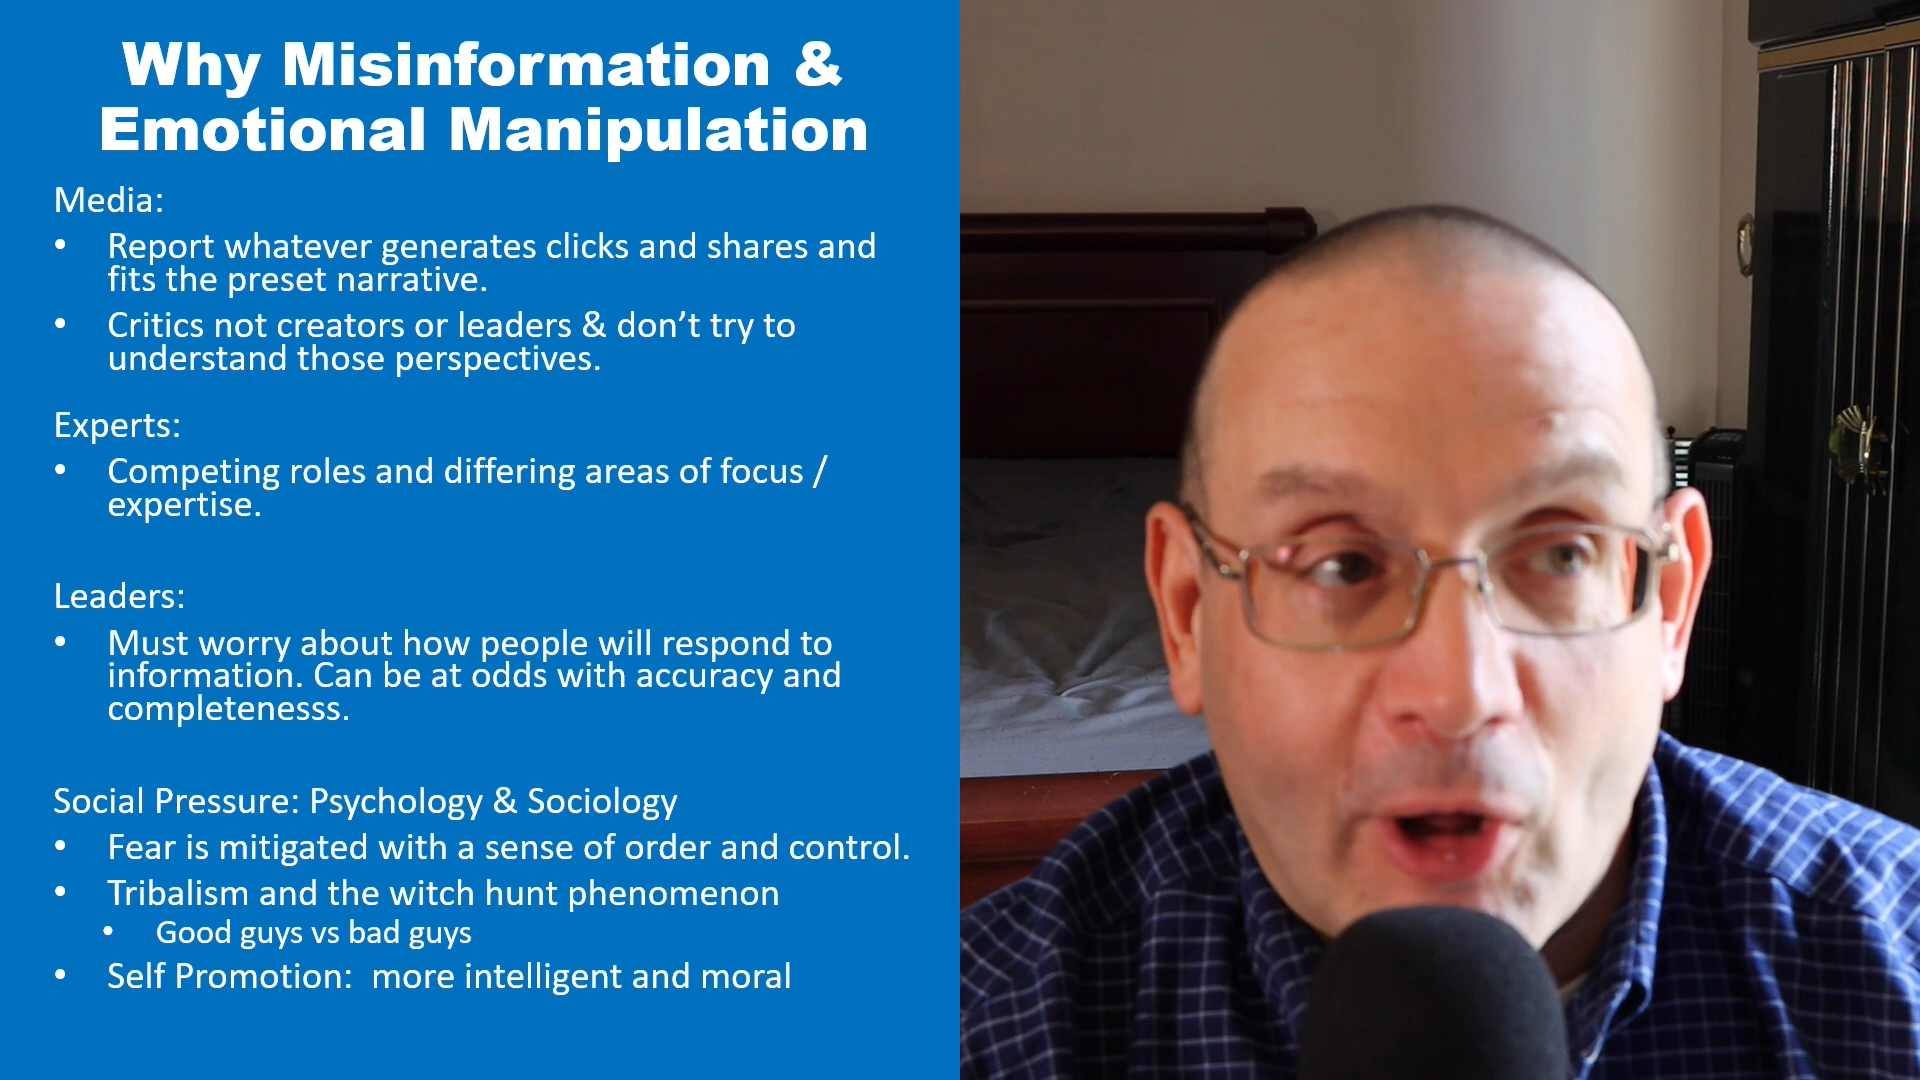 Why Misinformation &
Emotional Manipulation
Media:
• Report whatever generates clicks and shares and
fits the preset narrative.
• Critics not creators or leaders & don’t try to
understand those perspectives.
Experts:
• Competing roles and differing areas of focus /
expertise.
Leaders:
• Must worry about how people will respond to
information. Can be at odds with accuracy and
completenesss.
Social Pressure: Psychology & Sociology
• Fear is mitigated with a sense of order and control.
• Tribalism and the witch hunt phenomenon
• Good guys vs bad guys
• Self Promotion:  more intelligent and moral